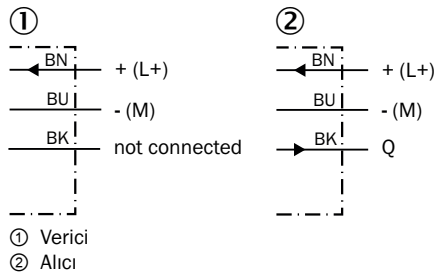 ① ②
BN + (L+) BN + (L+)
BU - (M) BU - (M)
BK not connected BK Q
① Verici
② Alıcı